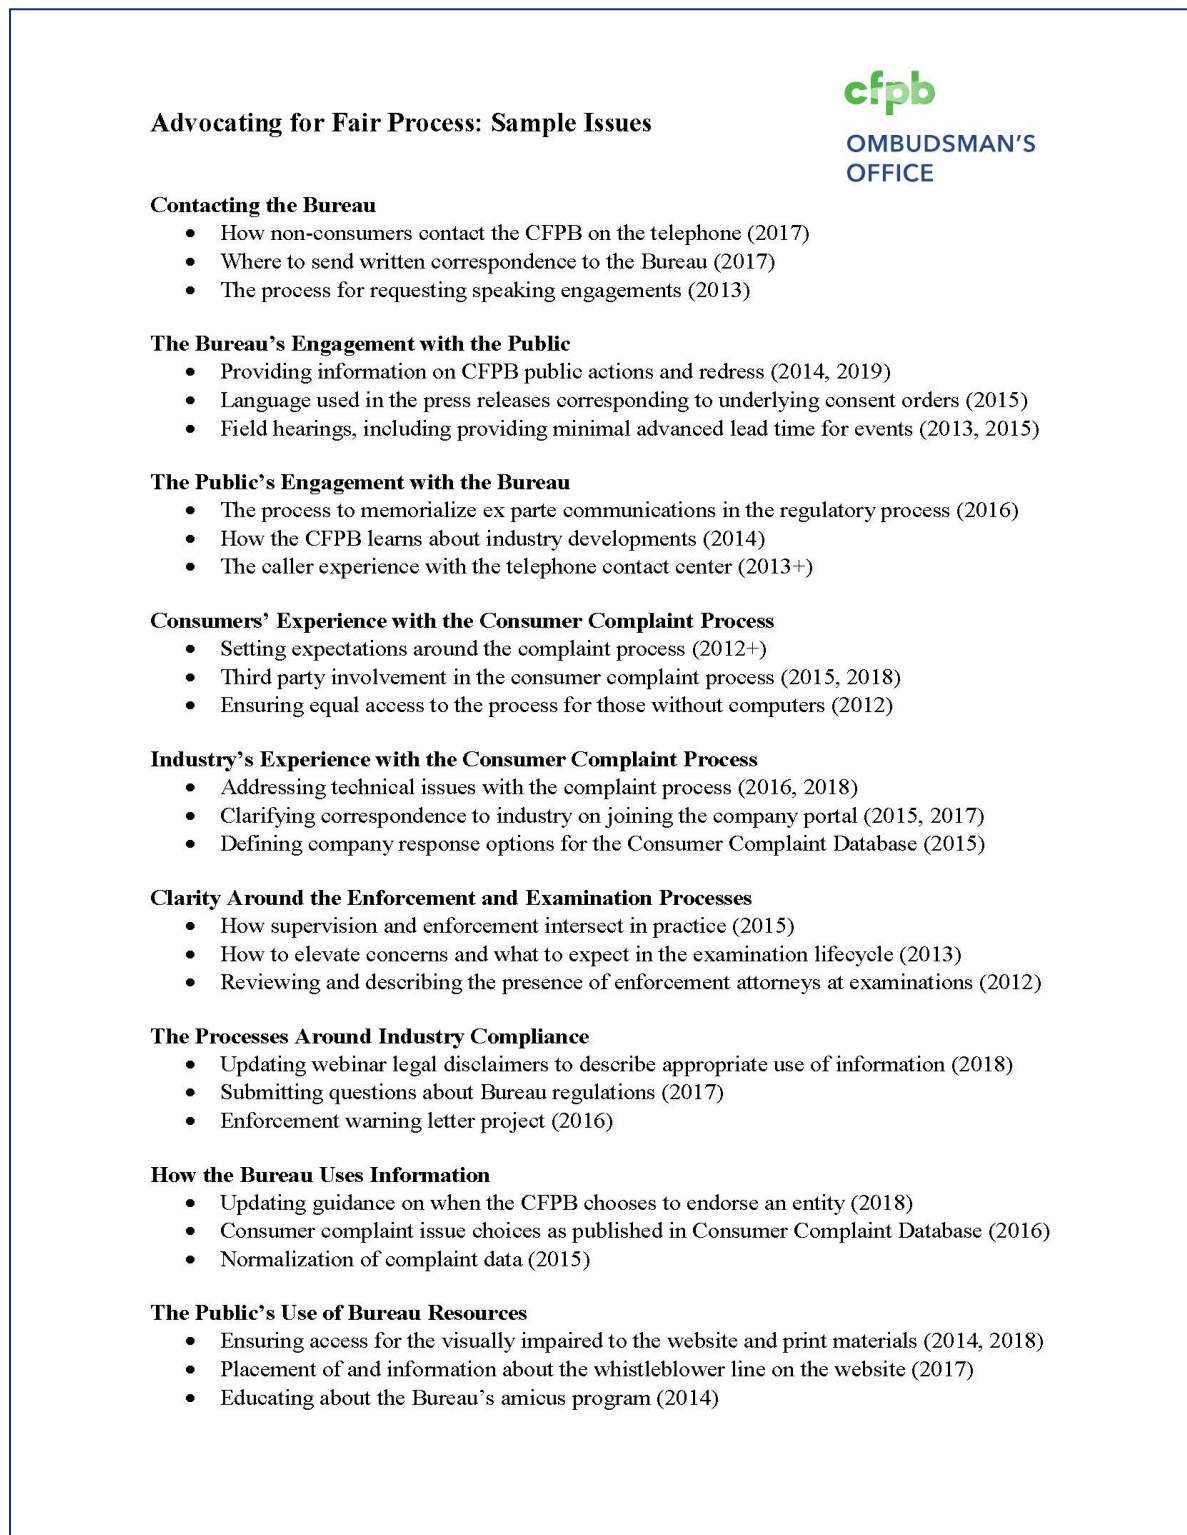 cfpb
Advocating for Fair Process: Sample Issues
OMBUDSMAN'S
OFFICE
Contacting the Bureau
• How non-consumers contact the CFPB on the telephone (2017)
• Where to send written correspondence to the Bureau (2017)
• The process for requesting speaking engagements (2013)
The Bureau's Engagement with the Public
• Providing information on CFPB public actions and redress (2014, 2019)
• Language used in the press releases corresponding to underlying consent orders (2015)
• Field hearings, including providing minimal advanced lead time for events (2013, 2015)
The Public's Engagement with the Bureau
• The process to memorialize ex parte communications in the regulatory process (2016)
• How the CFPB learns about industry developments (2014)
• The caller experience with the telephone contact center (2013+)
Consumers' Experience with the Consumer Complaint Process
• Setting expectations around the complaint process (2012+)
• Third party involvement in the consumer complaint process (2015, 2018)
• Ensuring equal access to the process for those without computers (2012)
Industry's Experience with the Consumer Complaint Process
• Addressing technical issues with the complaint process (2016, 2018)
• Clarifying correspondence to industry on joining the company portal (2015, 2017)
• Defining company response options for the Consumer Complaint Database (2015)
Clarity Around the Enforcement and Examination Processes
• How supervision and enforcement intersect in practice (2015)
• How to elevate concerns and what to expect in the examination lifecycle (2013)
• Reviewing and describing the presence of enforcement attorneys at examinations (2012)
The Processes Around Industry Compliance
• Updating webinar legal disclaimers to describe appropriate use of information (2018)
• Submitting questions about Bureau regulations (2017)
• Enforcement warning letter project (2016)
How the Bureau Uses Information
• Updating guidance on when the CFPB chooses to endorse an entity (2018)
• Consumer complaint issue choices as published in Consumer Complaint Database (2016)
• Normalization of complaint data (2015)
The Public's Use of Bureau Resources
• Ensuring access for the visually impaired to the website and print materials (2014, 2018)
• Placement of and information about the whistleblower line on the website (2017)
• Educating about the Bureau's amicus program (2014)